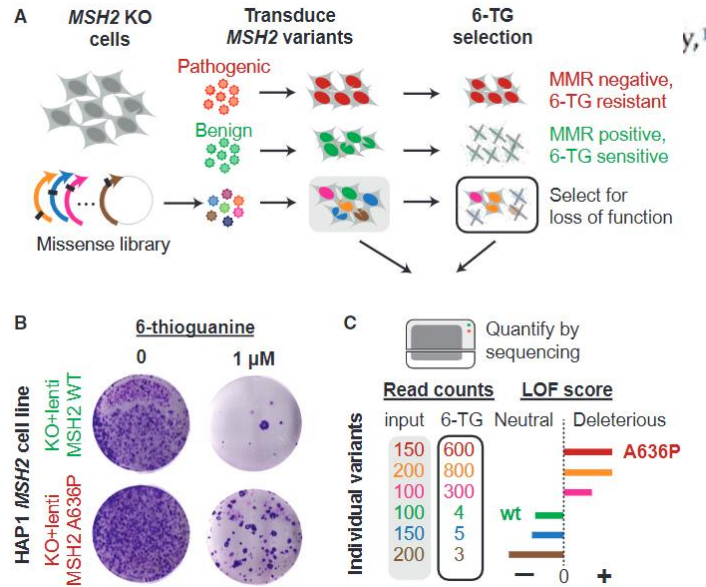 A
MSH2 KO
cells
Transduce
MSH2 variants
6-TG
selection
Pathogenic
MMR negative,
6-TG resistant
Benign
MMR positive,
6-TG sensitive
...
Missense library
Select for
loss of function
B
6-thioguanine
0
1 µM
HAP1 MSH2 cell line
KO+lenti
MSH2 WT
KO+lenti
MSH2 A636P
C
Quantify by
sequencing
Read counts
LOF score
input
6-TG
Neutral
Deleterious
Individual variants
150 600 A636P
200 800
100 300
100 4 wt
150 5
200 3
− 0 +